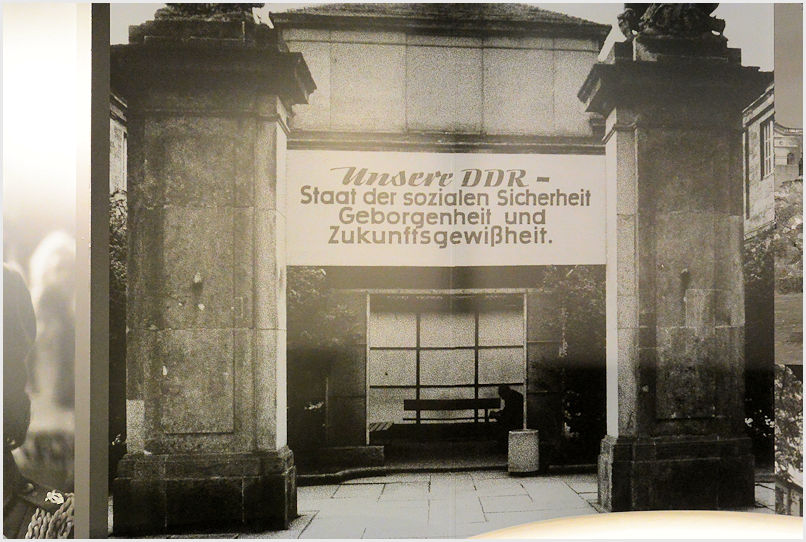 Unsere DDR -
Staat der sozialen Sicherheit
Geborgenheit und
Zukunftsgewißheit.